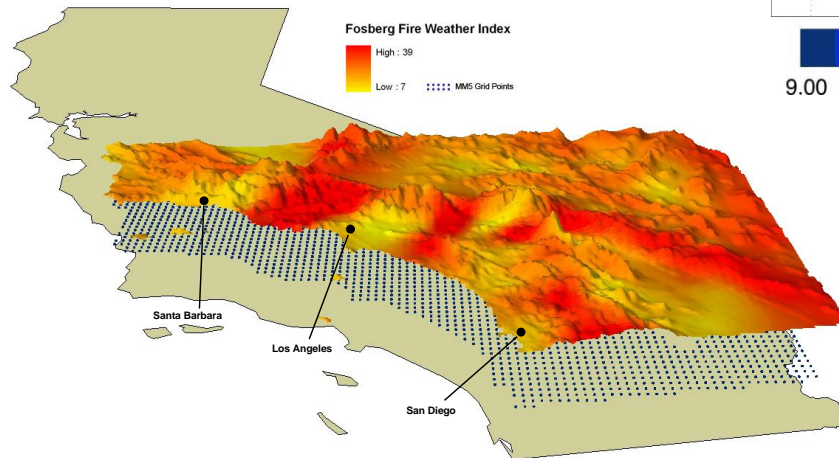 Fosberg Fire Weather Index
High : 39
Low : 7
MM5 Grid Points
9.00
Santa Barbara
Los Angeles
San Diego